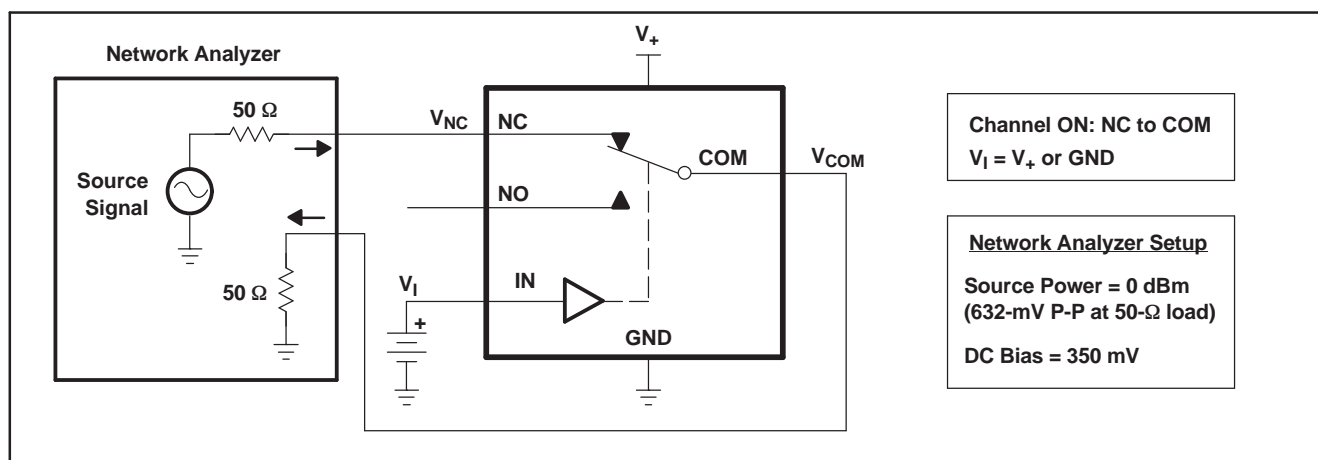 Network Analyzer
50 Ω
Source
Signal
50 Ω
V+
VNC
NC
COM
VCOM
NO
VI
IN
+
GND
Channel ON: NC to COM
VI = V+ or GND
Network Analyzer Setup
Source Power = 0 dBm
(632-mV P-P at 50-Ω load)
DC Bias = 350 mV